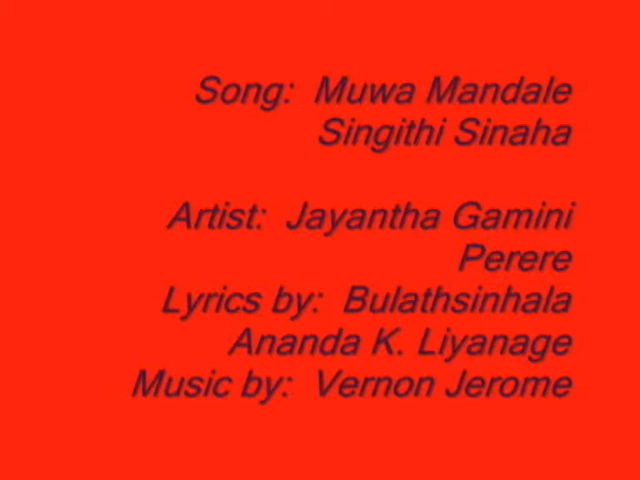 Song: Muwa Mandale
Singithi Sinaha
Artist: Jayantha Gamini
Perere
Lyrics by: Bulathsinhala
Ananda K. Liyanage
Music by: Vernon Jerome